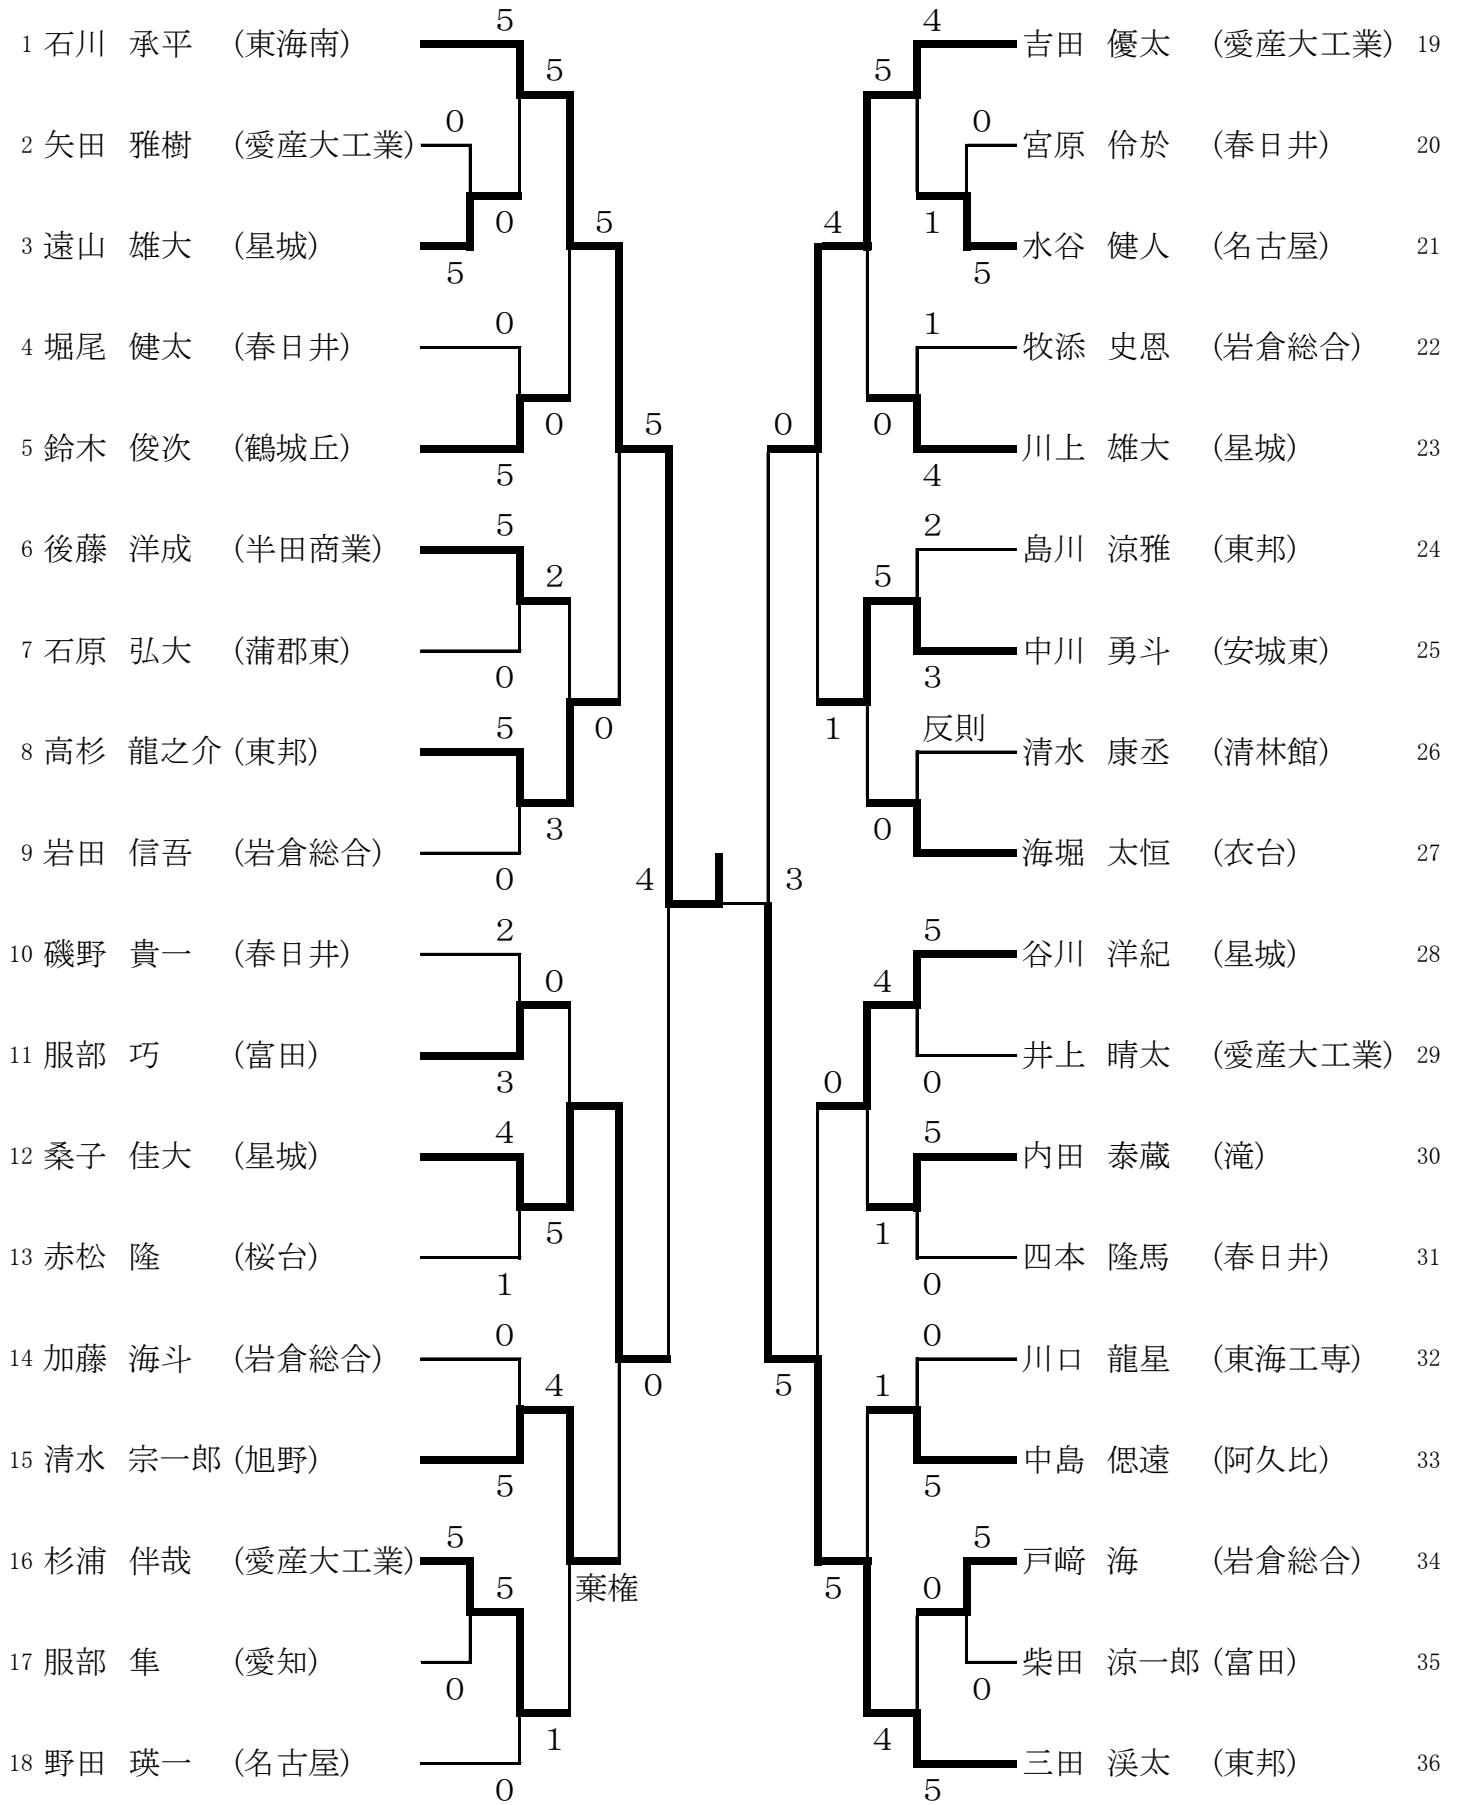 5
1 石川 承平 (東海南)
5
0
2 矢田 雅樹 (愛産大工業)
0
5
3 遠山 雄大 (星城)
5
0
4 堀尾 健太 (春日井)
0
5
5 鈴木 俊次 (鶴城丘)
5
5
6 後藤 洋成 (半田商業)
2
7 石原 弘大 (蒲郡東)
0
5
0
8 高杉 龍之介 (東邦)
3
9 岩田 信吾 (岩倉総合)
0
4
2
10 磯野 貴一 (春日井)
0
11 服部 巧 (富田)
3
4
12 桑子 佳大 (星城)
5
13 赤松 隆 (桜台)
1
0
14 加藤 海斗 (岩倉総合)
4
0
15 清水 宗一郎 (旭野)
5
5
16 杉浦 伴哉 (愛産大工業)
5
棄権
17 服部 隼 (愛知)
0
1
18 野田 瑛一 (名古屋)
0
4
吉田 優太 (愛産大工業) 19
5
0
宮原 伶於 (春日井) 20
4
1
水谷 健人 (名古屋) 21
5
1
牧添 史恩 (岩倉総合) 22
0
0
川上 雄大 (星城) 23
4
2
島川 涼雅 (東邦) 24
5
中川 勇斗 (安城東) 25
3
1
反則
清水 康丞 (清林館) 26
0
海堀 太恒 (衣台) 27
3
5
谷川 洋紀 (星城) 28
4
井上 晴太 (愛産大工業) 29
0
0
5
内田 泰蔵 (滝) 30
1
四本 隆馬 (春日井) 31
0
0
川口 龍星 (東海工専) 32
5
1
中島 偲遠 (阿久比) 33
5
5
戸﨑 海 (岩倉総合) 34
5
0
柴田 涼一郎 (富田) 35
0
4
三田 渓太 (東邦) 36
5